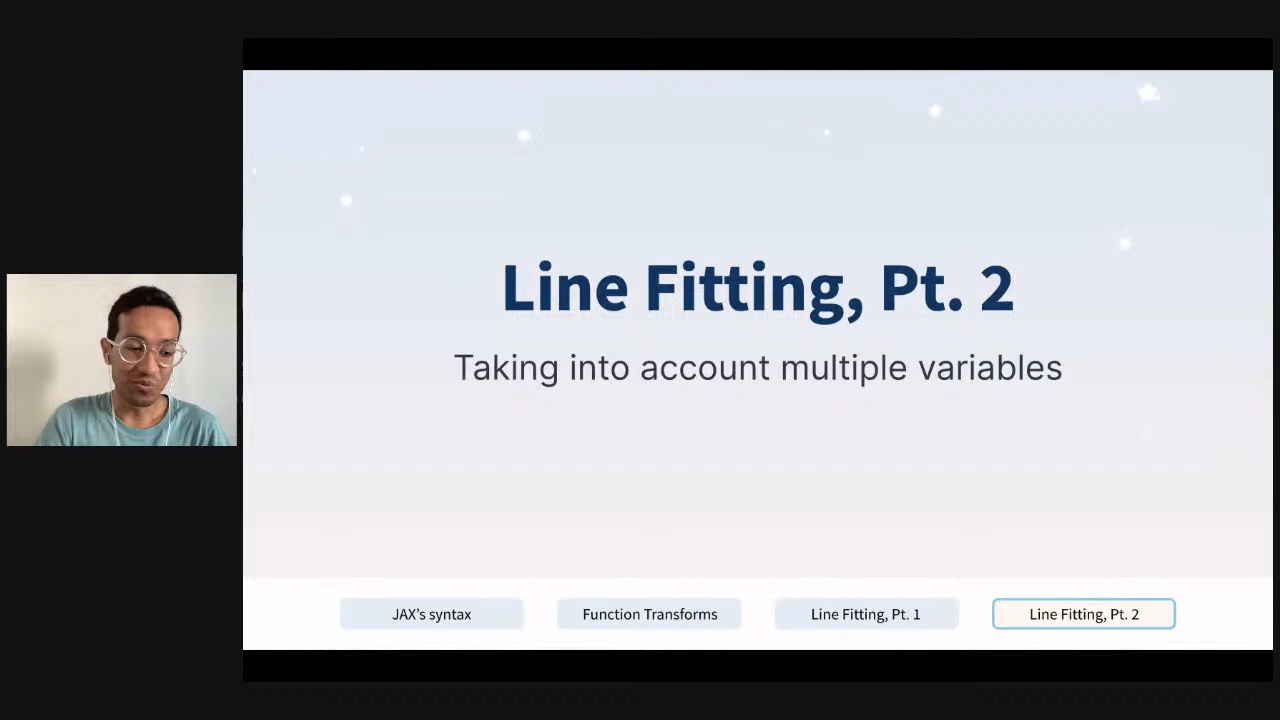 Line Fitting, Pt. 2
Taking into account multiple variables
JAX’s syntax
Function Transforms
Line Fitting, Pt. 1
Line Fitting, Pt. 2